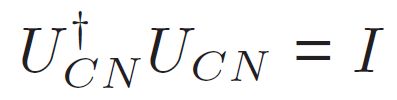 $U_{CN}^{\dagger} U_{CN} = I$